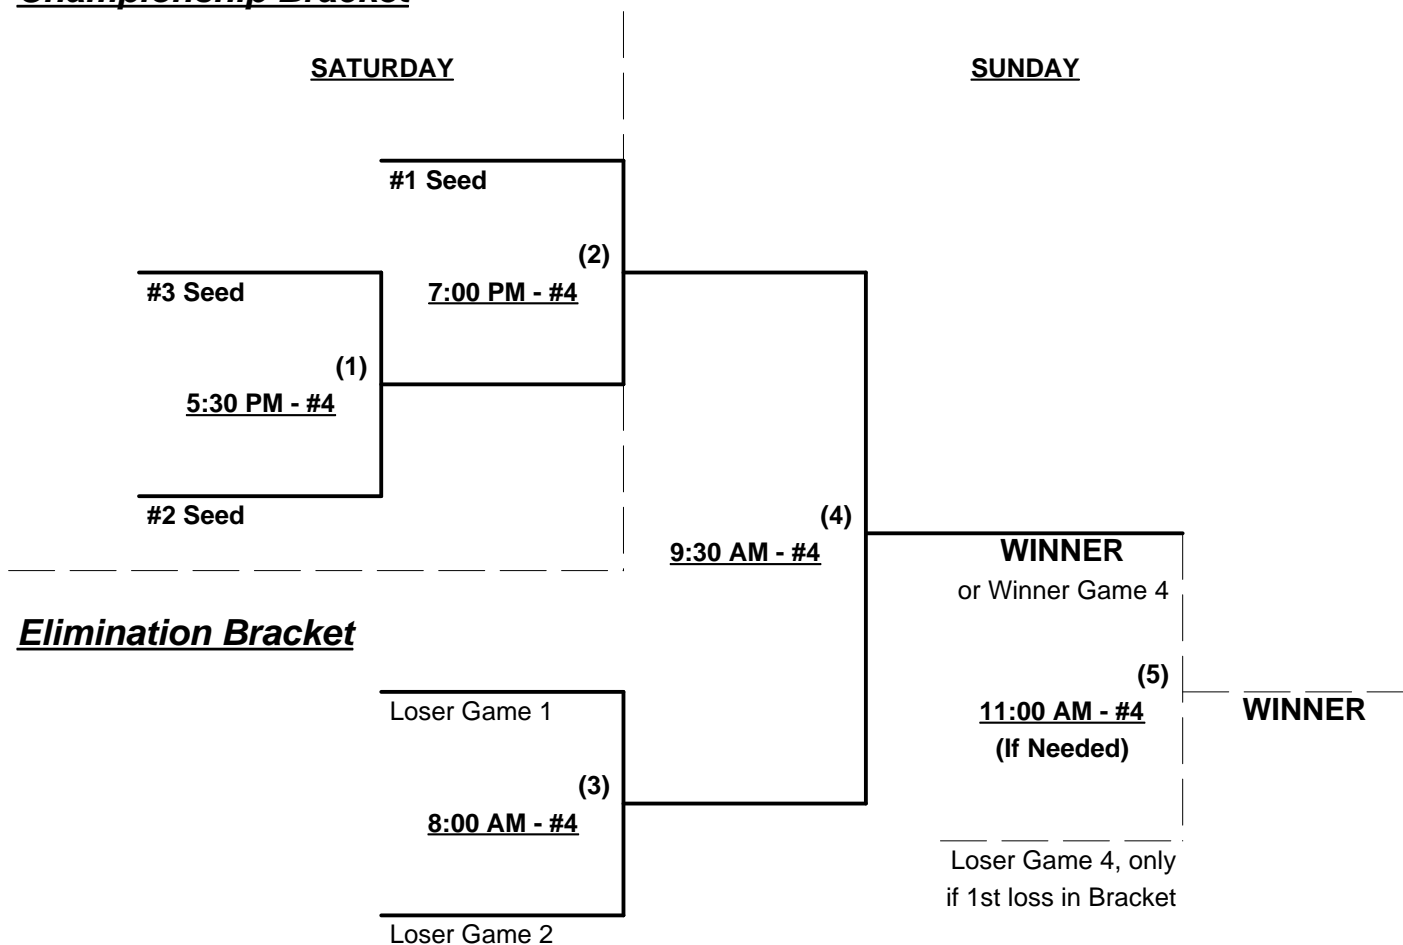 Championship Bracket
SATURDAY
SUNDAY
#1 Seed
(2)
7:00 PM - #4
#3 Seed
(1)
5:30 PM - #4
#2 Seed
(4)
9:30 AM - #4
WINNER
or Winner Game 4
Elimination Bracket
Loser Game 1
(3)
8:00 AM - #4
Loser Game 2
(5)
11:00 AM - #4
(If Needed)
WINNER
Loser Game 4, only
if 1st loss in Bracket